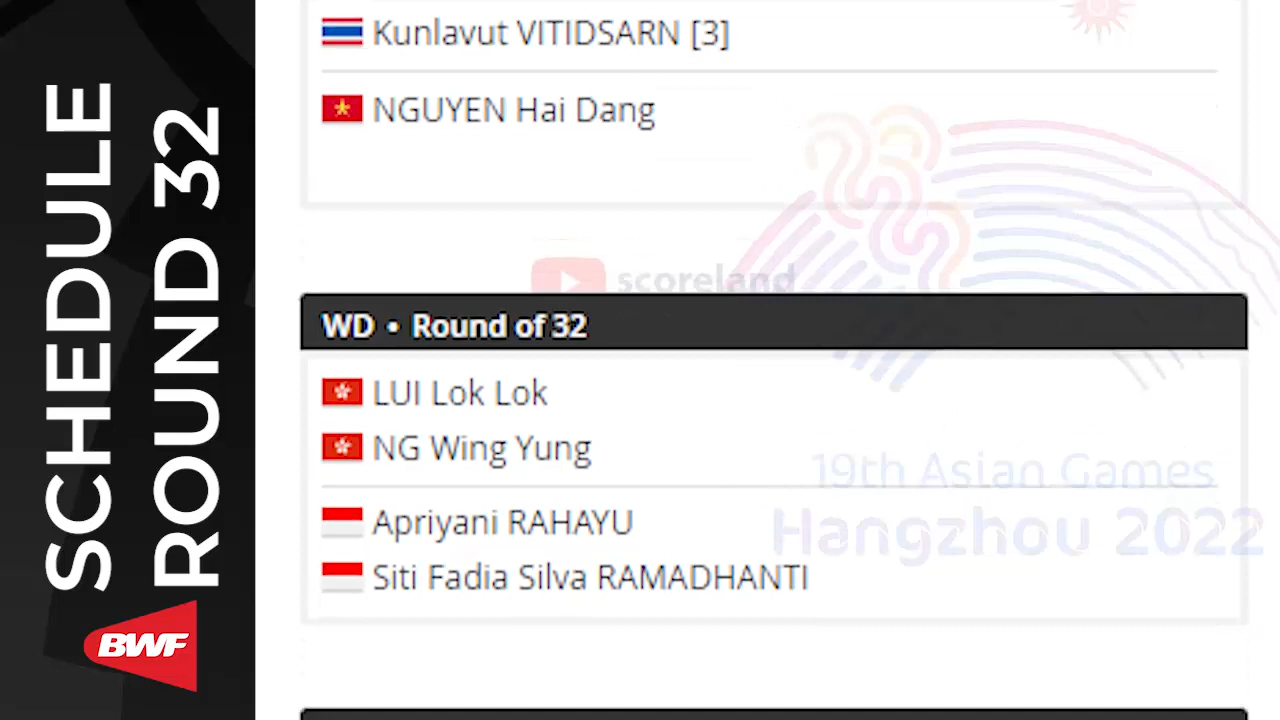 SCHEDULE
ROUND 32
BWF
Kunlavut VITIDSARN [3]
NGUYEN Hai Dang
scoreland
WD • Round of 32
LUI Lok Lok
NG Wing Yung
19th Asian Games
Apriyani RAHAYU
Hangzhou 2022
Siti Fadia Silva RAMADHANTI